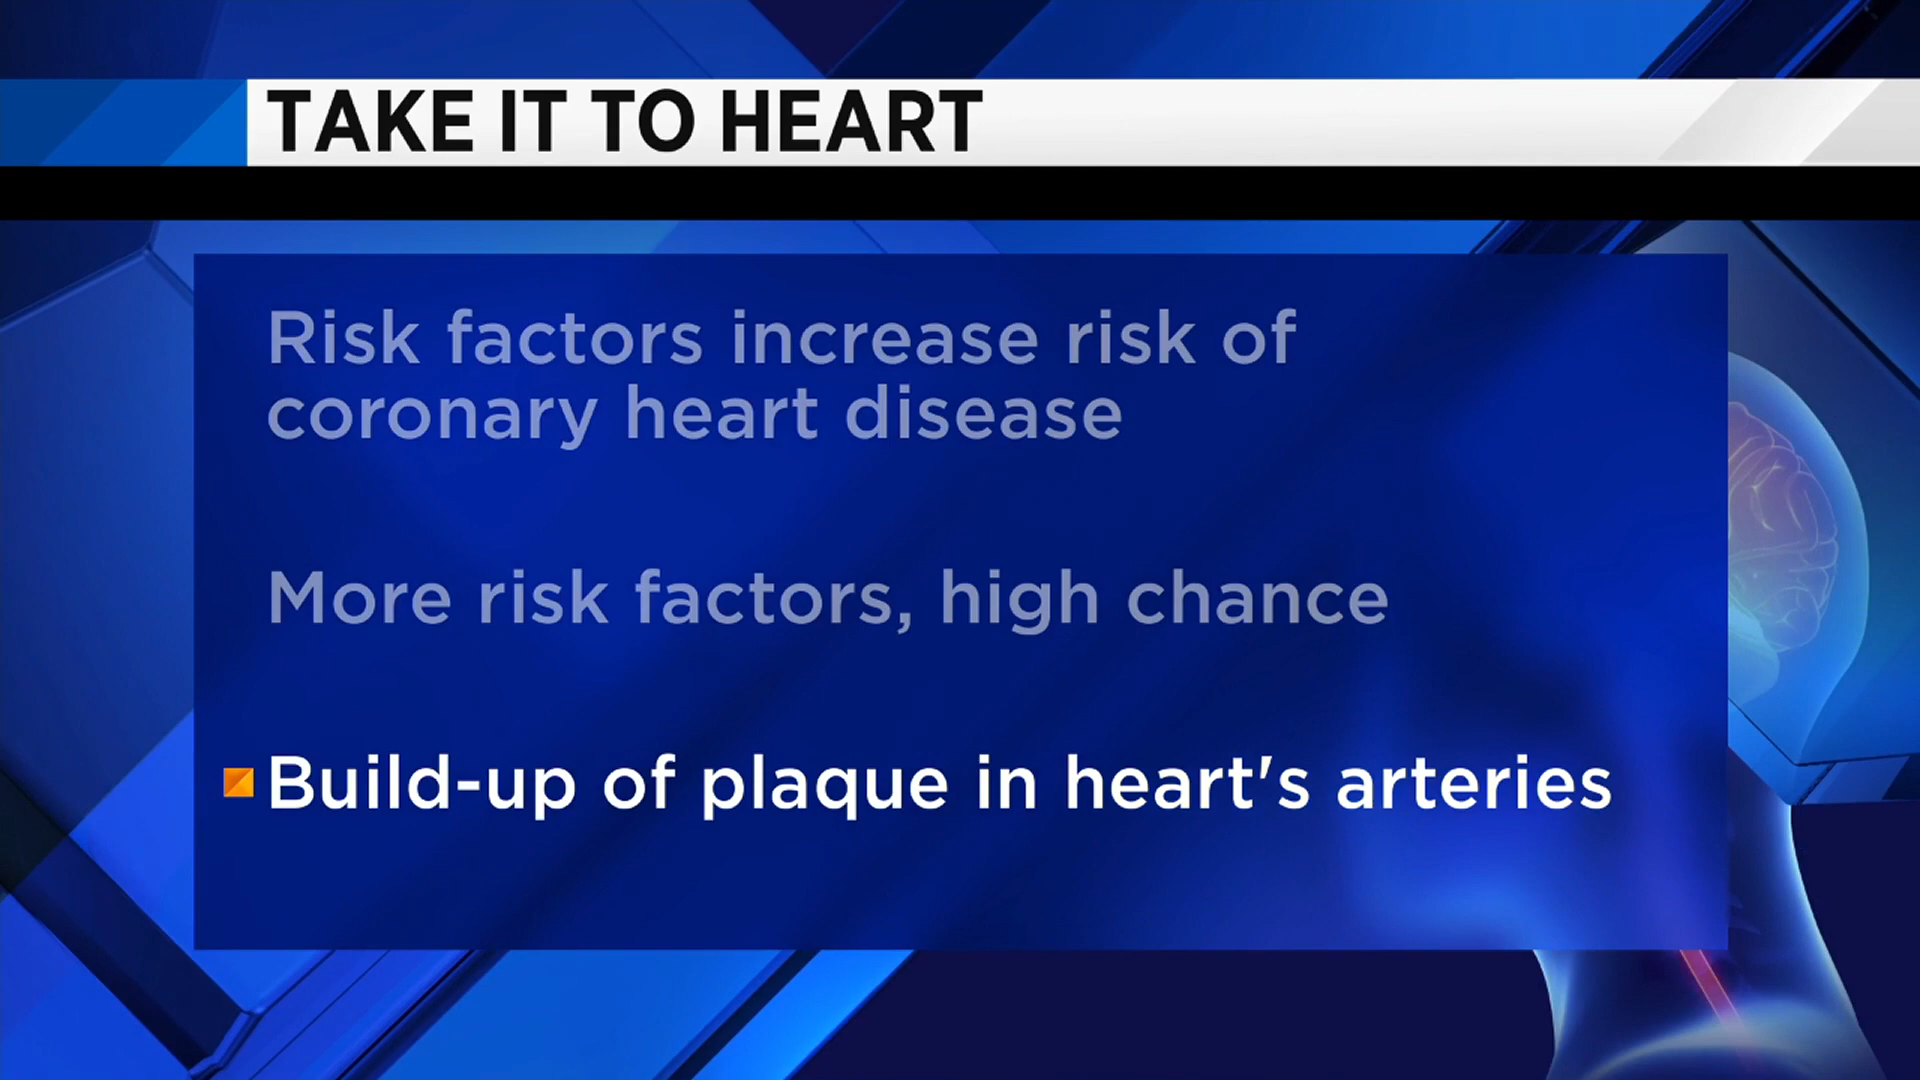 TAKE IT TO HEART
Risk factors increase risk of
coronary heart disease
More risk factors, high chance
Build-up of plaque in heart's arteries